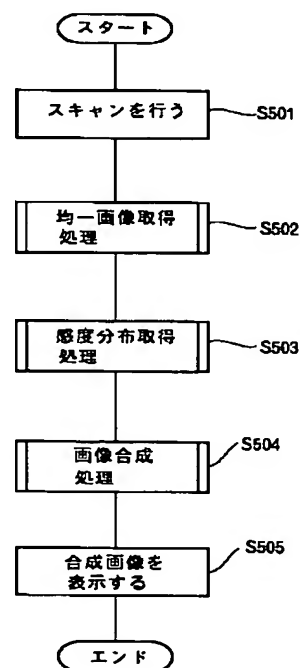 スタート
スキャンを行う
S501
均一画像取得
処理
S502
感度分布取得
処理
S503
画像合成
処理
S504
合成画像を
表示する
S505
エンド